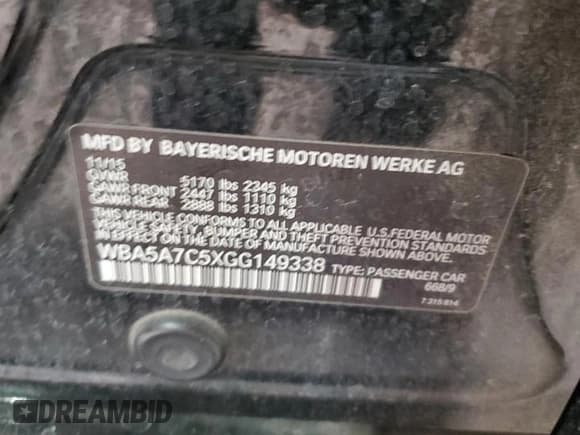 MFD BY BAYERISCHE MOTOREN WERKE AG
11/15
GVWR 5170 lbs 2345 kg
GAWR FRONT 2447 lbs 1110 kg
GAWR REAR 2888 lbs 1310 kg
THIS VEHICLE CONFORMS TO ALL APPLICABLE U.S.FEDERAL MOTOR
VEHICLE SAFETY, BUMPER AND THEFT PREVENTION STANDARDS
IN EFFECT ON THE DATE OF MANUFACTURE SHOWN ABOVE.
WBA5A7C5XGG149338 TYPE: PASSENGER CAR
668/9
7 315 814
DREAMBID